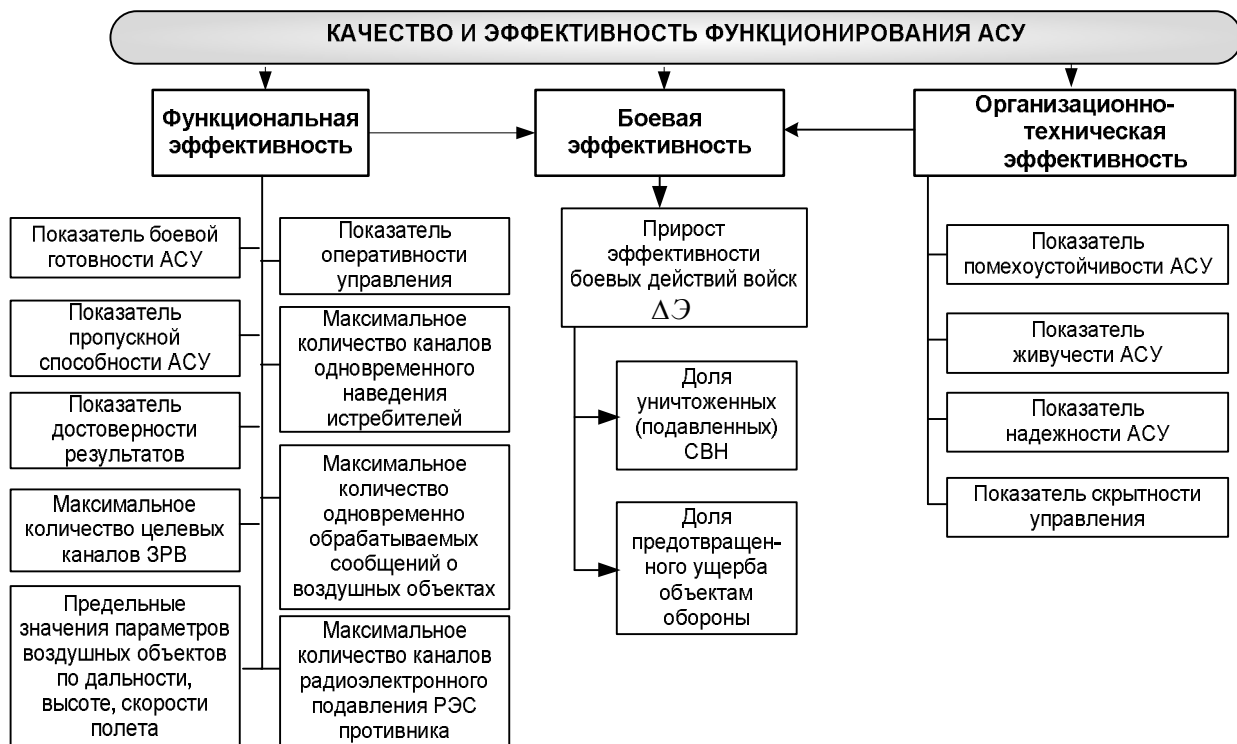 КАЧЕСТВО И ЭФФЕКТИВНОСТЬ ФУНКЦИОНИРОВАНИЯ АСУ
Функциональная
эффективность
Боевая
эффективность
Организационно-
техническая
эффективность
Показатель боевой
готовности АСУ
Показатель
пропускной
способности АСУ
Показатель
достоверности
результатов
Максимальное
количество целевых
каналов ЗРВ
Предельные
значения параметров
воздушных объектов
по дальности,
высоте, скорости
полета
Показатель
оперативности
управления
Максимальное
количество каналов
одновременного
наведения
истребителей
Максимальное
количество
одновременно
обрабатываемых
сообщений о
воздушных объектах
Максимальное
количество каналов
радиоэлектронного
подавления РЭС
противника
Прирост
эффективности
боевых действий войск
ΔЭ
Доля
уничтоженных
(подавленных)
СВН
Доля
предотвращен-
ного ущерба
объектам
обороны
Показатель
помехоустойчивости АСУ
Показатель
живучести АСУ
Показатель
надежности АСУ
Показатель скрытности
управления